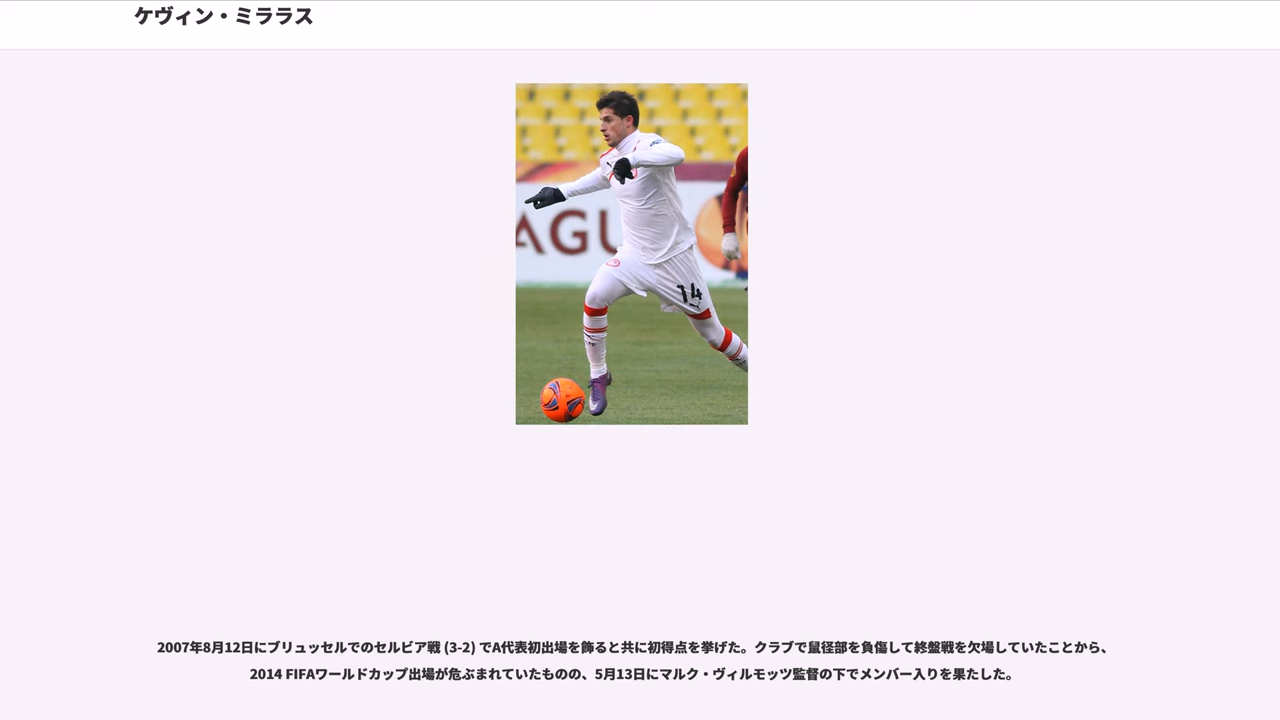 ケヴィン・ミララス
AGU
14
2007年8月12日にブリュッセルでのセルビア戦 (3-2) でA代表初出場を飾ると共に初得点を挙げた。クラブで鼠径部を負傷して終盤戦を欠場していたことから、
2014 FIFAワールドカップ出場が危ぶまれていたものの、5月13日にマルク・ヴィルモッツ監督の下でメンバー入りを果たした。